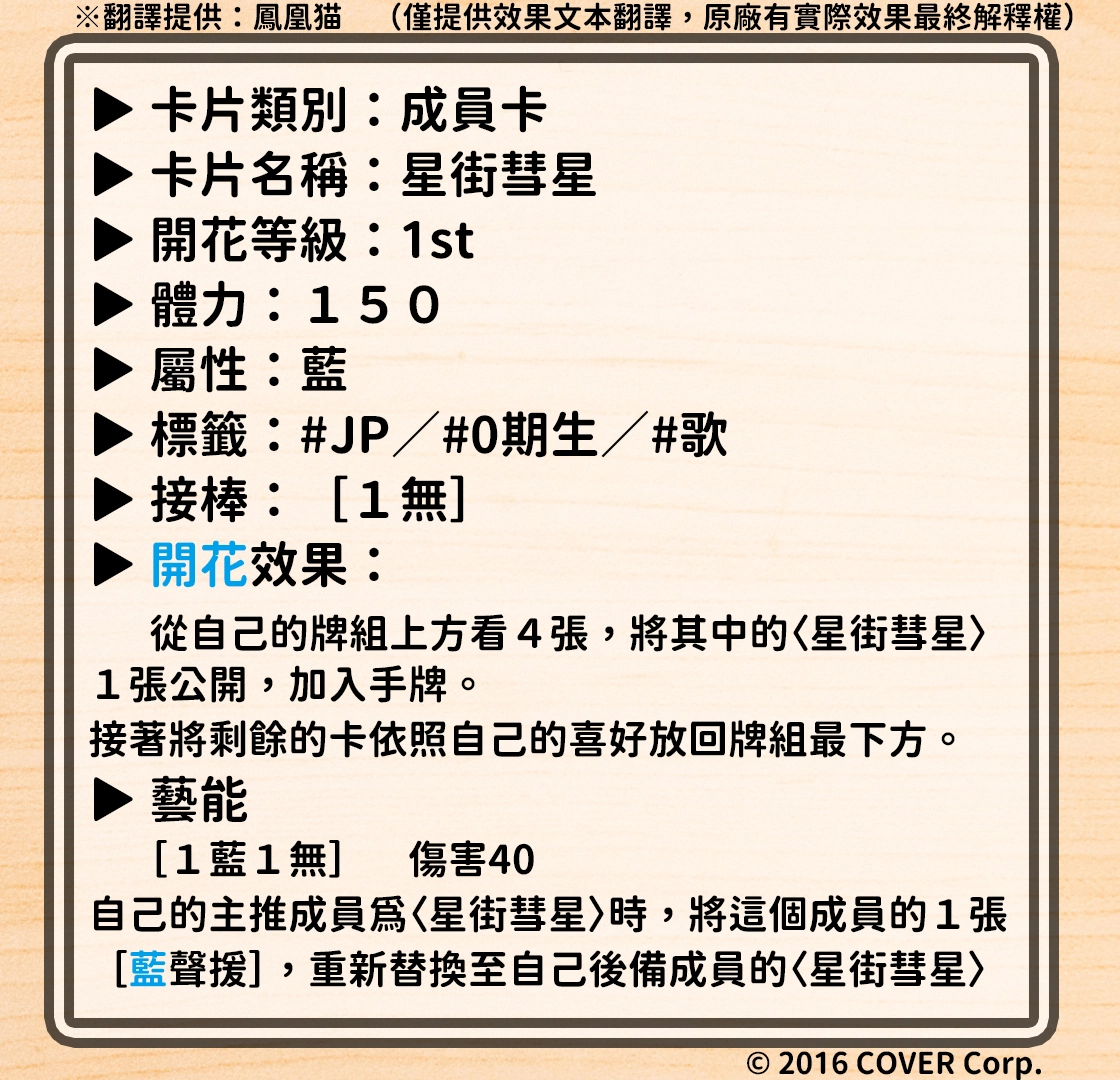 ※翻譯提供：鳳凰猫　（僅提供效果文本翻譯，原廠有實際效果最終解釋權）
▶ 卡片類別：成員卡
▶ 卡片名稱：星街彗星
▶ 開花等級：1st
▶ 體力：１５０
▶ 屬性：藍
▶ 標籤：#JP／#0期生／#歌
▶ 接棒：［１無］
▶ 開花效果：
從自己的牌組上方看４張，將其中的〈星街彗星〉
１張公開，加入手牌。
接著將剩餘的卡依照自己的喜好放回牌組最下方。
▶ 藝能
［１藍１無］　傷害40
自己的主推成員為〈星街彗星〉時，將這個成員的１張
［藍聲援］，重新替換至自己後備成員的〈星街彗星〉
© 2016 COVER Corp.